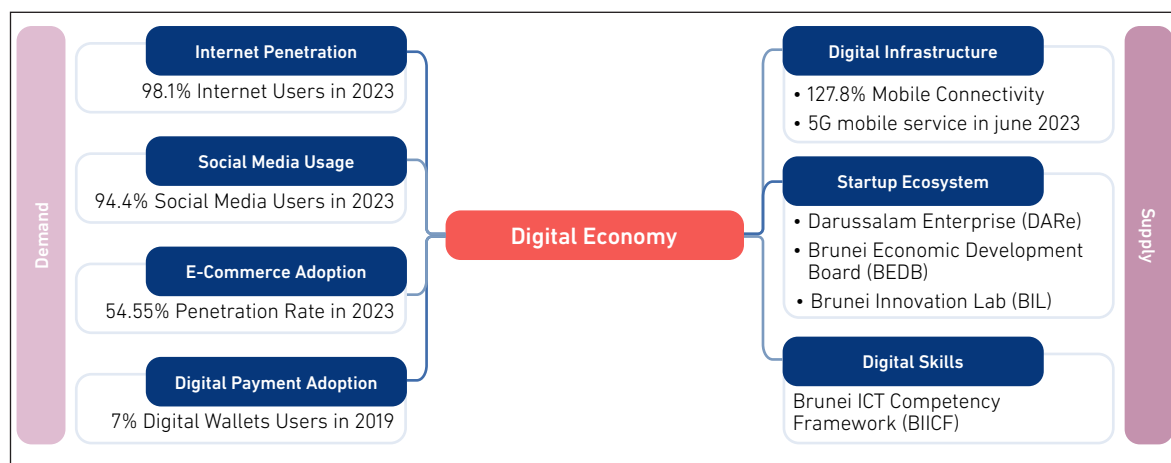 Demand
Internet Penetration
98.1% Internet Users in 2023
Social Media Usage
94.4% Social Media Users in 2023
E-Commerce Adoption
54.55% Penetration Rate in 2023
Digital Payment Adoption
7% Digital Wallets Users in 2019
Digital Economy
Digital Infrastructure
• 127.8% Mobile Connectivity
• 5G mobile service in june 2023
Startup Ecosystem
• Darussalam Enterprise (DARe)
• Brunei Economic Development
Board (BEDB)
• Brunei Innovation Lab (BIL)
Digital Skills
Brunei ICT Competency
Framework (BIICF)
Supply